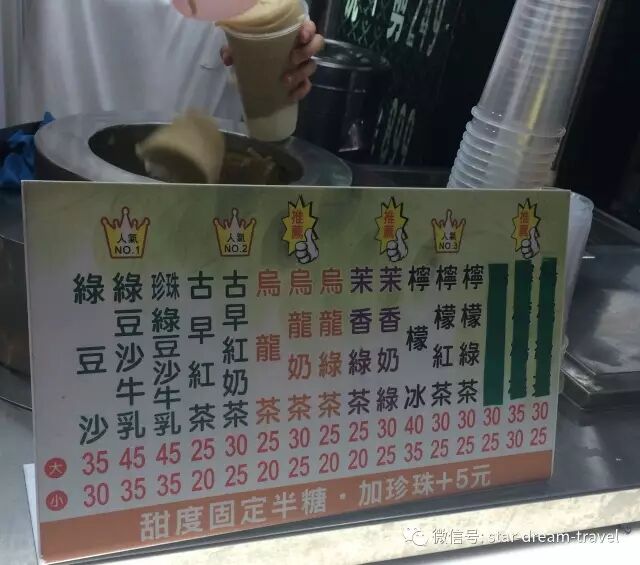 人氣 NO.1
人氣 NO.2
推薦
推薦
人氣 NO.3
推薦
綠豆沙
綠豆沙牛乳
珍珠綠豆沙牛乳
古早紅茶
古早紅奶茶
烏龍茶
烏龍奶茶
烏龍綠茶
茉香綠茶
茉香奶綠
檸檬冰
檸檬紅茶
檸檬綠茶
大 35 45 45 25 30 25 30 25 25 30 40 30 30 30 35 30
小 30 35 35 20 25 20 25 20 20 25 30 25 25 25 30 25
甜度固定半糖·加珍珠+5元
微信号: star-dream-travel